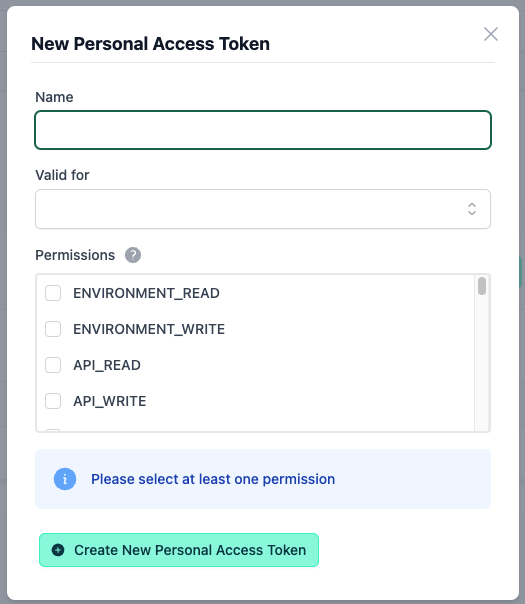 New Personal Access Token
Name
Valid for
Permissions ?
ENVIRONMENT_READ
ENVIRONMENT_WRITE
API_READ
API_WRITE
i Please select at least one permission
Create New Personal Access Token